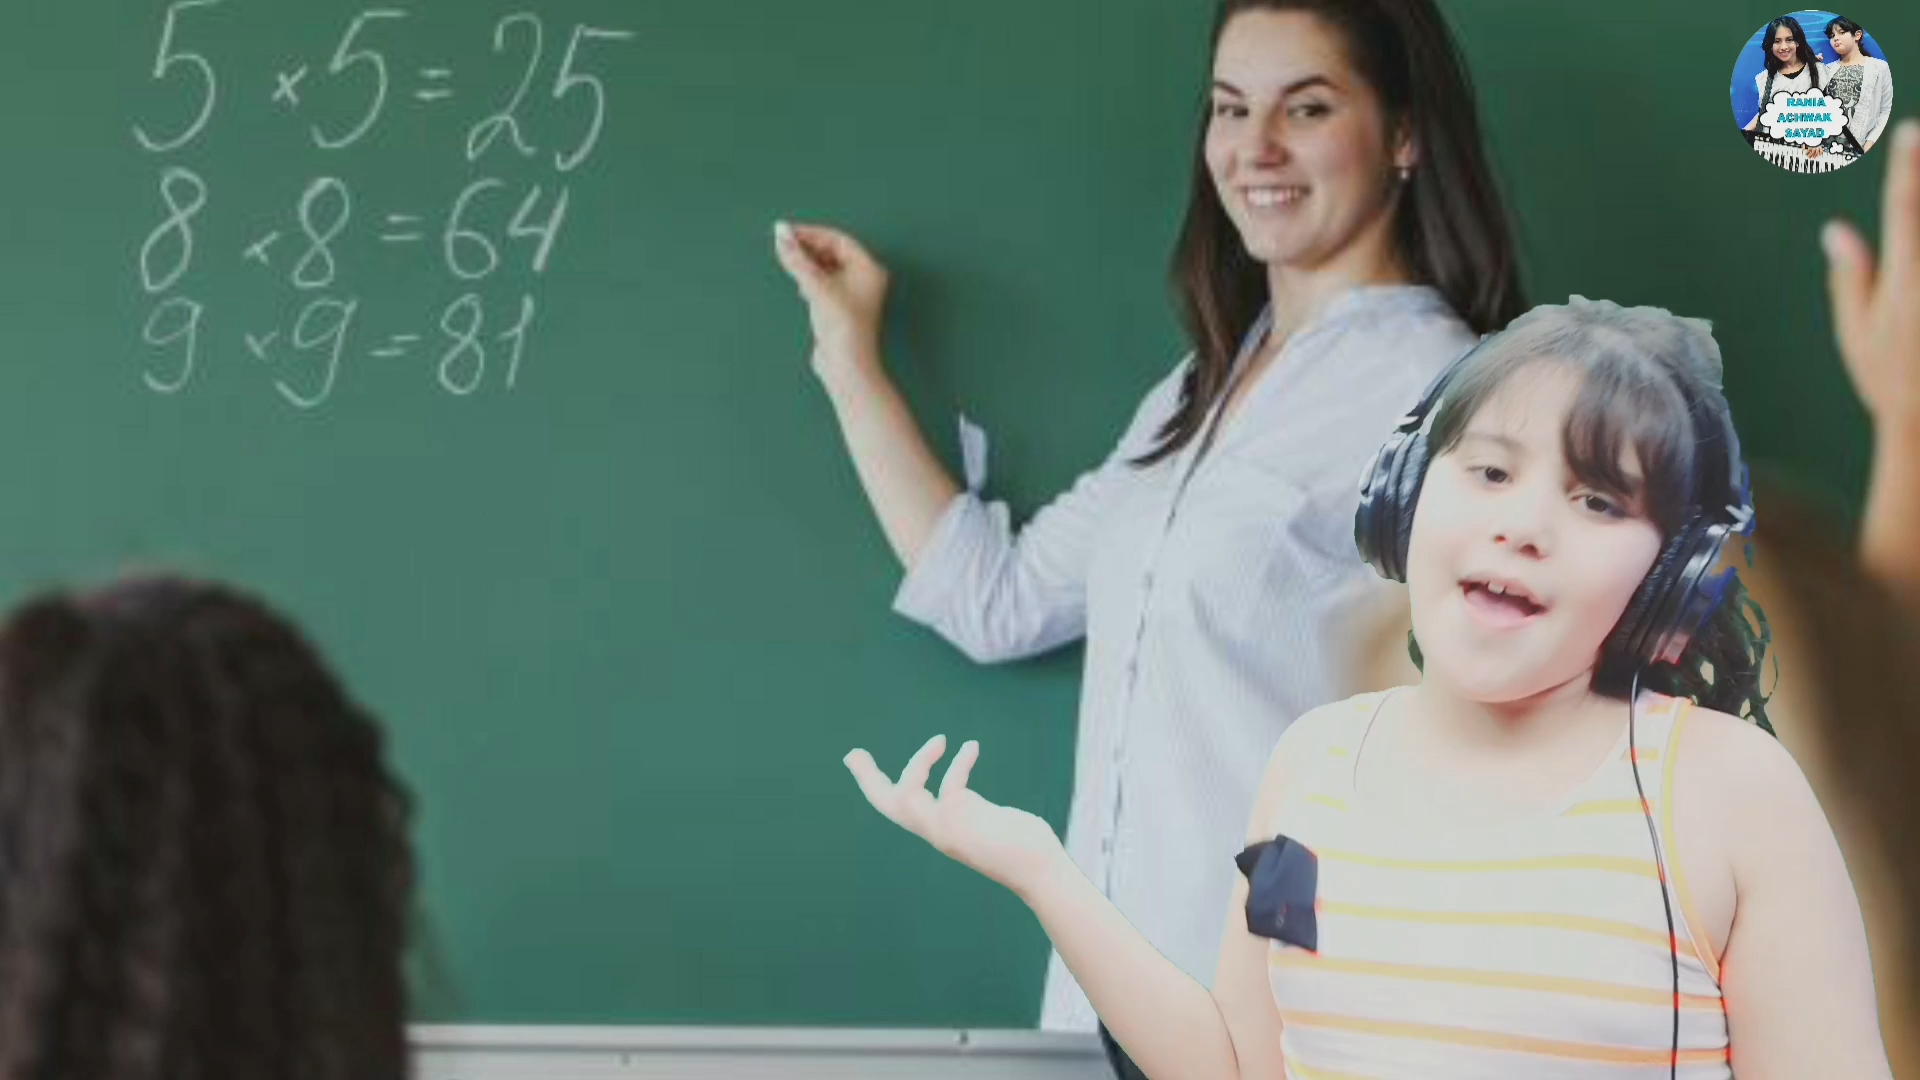 5 × 5 = 25
8 × 8 = 64
9 × 9 = 81
RANIA
ACHWAK
SAYAD